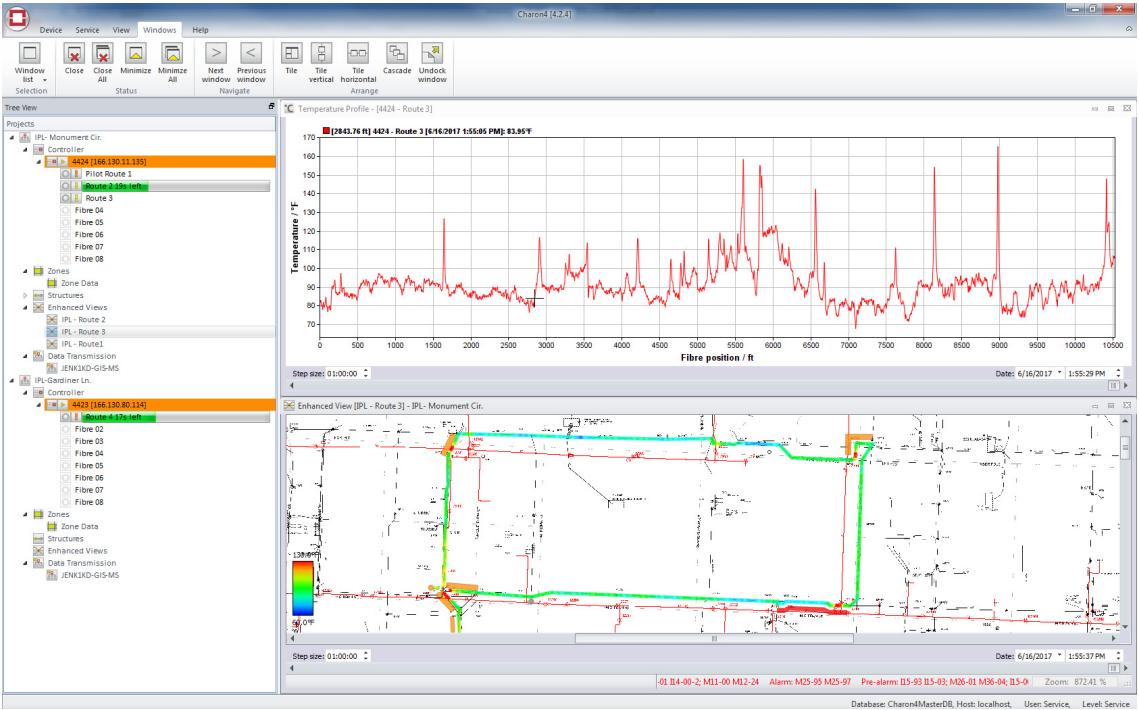 Charon4 [4.2.4]
Device Service View Windows Help
Window list
Close
Close All
Minimize
Minimize All
Next window
Previous window
Tile
Tile vertical
Tile horizontal
Cascade
Undock window
Selection Status Navigate Arrange
Tree View
Projects
IPL- Monument Cir.
Controller
4424 [166.130.11.135]
Pilot Route 1
Route 2 19s left
Route 3
Fibre 04
Fibre 05
Fibre 06
Fibre 07
Fibre 08
Zones
Zone Data
Structures
Enhanced Views
IPL - Route 2
IPL - Route 3
IPL - Route1
Data Transmission
JENK1KD-GIS-MS
IPL-Gardiner Ln.
Controller
4423 [166.130.80.114]
Route 4 17s left
Fibre 02
Fibre 03
Fibre 04
Fibre 05
Fibre 06
Fibre 07
Fibre 08
Zones
Zone Data
Structures
Enhanced Views
Data Transmission
JENK1KD-GIS-MS
°C Temperature Profile - [4424 - Route 3]
[2843.76 ft] 4424 - Route 3 [6/16/2017 1:55:05 PM]: 83.95°F
170
160
150
140
130
120
110
100
90
80
70
Temperature / °F
0 500 1000 1500 2000 2500 3000 3500 4000 4500 5000 5500 6000 6500 7000 7500 8000 8500 9000 9500 10000 10500
Fibre position / ft
Step size: 01:00:00 Date: 6/16/2017 1:55:29 PM
Enhanced View [IPL - Route 3] - IPL- Monument Cir.
130.0°F
Step size: 01:00:00 Date: 6/16/2017 1:55:37 PM
-01 I14-00-2; M11-00 M12-24 Alarm: M25-95 M25-97 Pre-alarm: I15-93 I15-03; M26-01 M36-04; Zoom: 872.41 %
Database: Charon4MasterDB, Host: localhost, User: Service, Level: Service